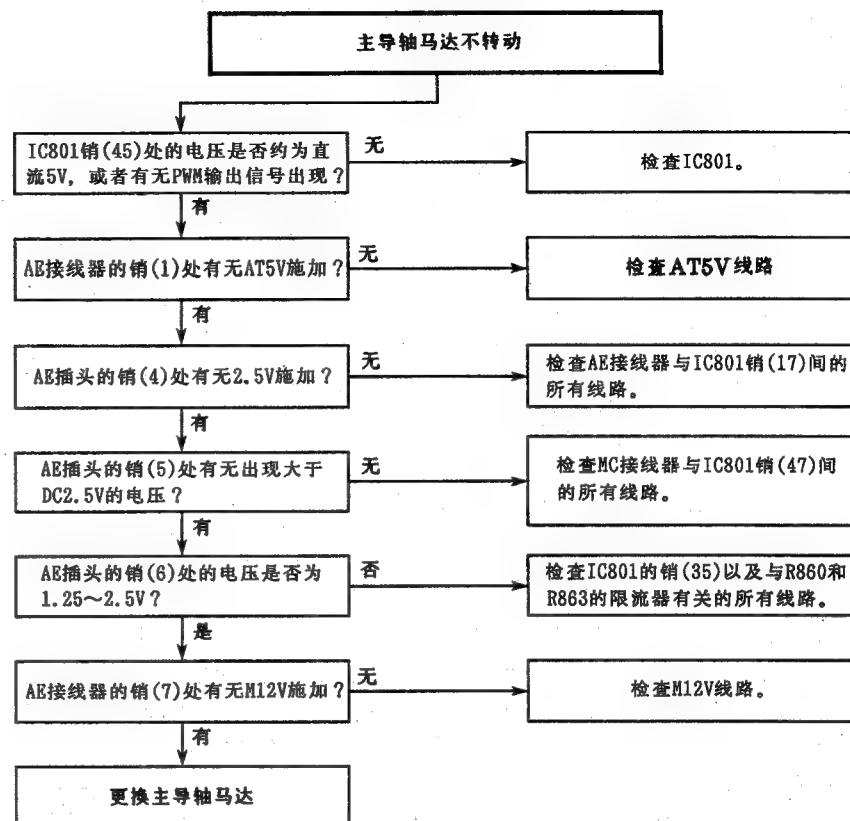 主导轴马达不转动
IC801销(45)处的电压是否约为直
流5V, 或者有无PWM输出信号出现?
无
检查IC801。
有
AE接线器的销(1)处有无AT5V施加?
无
检查AT5V线路
有
AE插头的销(4)处有无2.5V施加?
无
检查AE接线器与IC801销(17)间的
所有线路。
有
AE插头的销(5)处有无出现大于
DC2.5V的电压?
无
检查MC接线器与IC801销(47)间
的所有线路。
有
AE插头的销(6)处的电压是否为
1.25～2.5V?
否
检查IC801的销(35)以及与R860和
R863的限流器有关的所有线路。
是
AE接线器的销(7)处有无M12V施加?
无
检查M12V线路。
有
更换主导轴马达